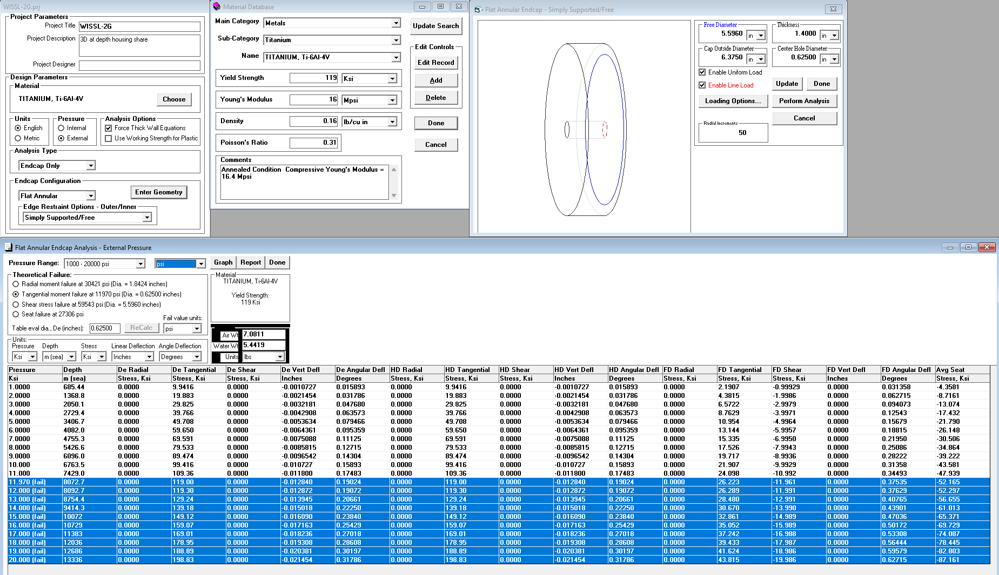 WISSL-2G.prj
Project Parameters
Project Title WISSL-2G
Project Description 3D at depth housing share
Project Designer
Design Parameters
Material
TITANIUM, Ti-6Al-4V Choose
Units Pressure Analysis Options
English Internal Force Thick Wall Equations
Metric External Use Working Strength for Plastic
Analysis Type
Endcap Only
Endcap Configuration
Flat Annular Enter Geometry
Edge Restraint Options - Outer/Inner
Simply Supported/Free
Material Database
Main Category Metals Update Search
Sub-Category Titanium
Name TITANIUM, Ti-6Al-4V
Edit Controls
Edit Record
Add
Delete
Done
Cancel
Yield Strength 119 Ksi
Young's Modulus 16 Mpsi
Density 0.16 lb/cu in
Poisson's Ratio 0.31
Comments
Annealed Condition Compressive Young's Modulus =
16.4 Mpsi
Flat Annular Endcap - Simply Supported/Free
Free Diameter Thickness
5.5960 in 1.4000 in
Cap Outside Diameter Center Hole Diameter
6.3750 in 0.62500 in
Enable Uniform Load
Enable Line Load Update Done
Loading Options... Perform Analysis
Cancel
Radial Increments
50
Flat Annular Endcap Analysis - External Pressure
Pressure Range: 1000 - 20000 psi psi Graph Report Done
Theoretical Failure:
Radial moment failure at 30421 psi (Dia. = 1.8424 inches)
Tangential moment failure at 11970 psi (Dia. = 0.62500 inches)
Shear stress failure at 59543 psi (Dia. = 5.5960 inches)
Seat failure at 27306 psi
Fail value units:
Table eval dia., De (inches): 0.62500 ReCalc psi
Units:
Pressure Depth Stress Linear Deflection Angle Deflection
Ksi m (sea) Ksi Inches Degrees
Material
TITANIUM, Ti-6Al-4V
Yield Strength:
119 Ksi
Air Wt 7.0811
Water Wt 5.4419
Units lbs
Pressure Depth De Radial De Tangential De Shear De Vert Defl De Angular Defl HD Radial HD Tangential HD Shear HD Vert Defl HD Angular Defl FD Radial FD Tangential FD Shear FD Vert Defl FD Angular Defl Avg Seat
Ksi m (sea) Stress, Ksi Stress, Ksi Stress, Ksi Inches Degrees Stress, Ksi Stress, Ksi Stress, Ksi Inches Degrees Stress, Ksi Stress, Ksi Stress, Ksi Inches Degrees Stress, Ksi
1.0000 685.44 0.0000 9.9416 0.0000 -0.0010727 0.015893 0.0000 9.9416 0.0000 -0.0010727 0.015893 0.0000 2.1907 -0.99929 0.0000 0.031358 -4.3581
2.0000 1368.8 0.0000 19.883 0.0000 -0.0021454 0.031786 0.0000 19.883 0.0000 -0.0021454 0.031786 0.0000 4.3815 -1.9986 0.0000 0.062715 -8.7161
3.0000 2050.1 0.0000 29.825 0.0000 -0.0032181 0.047680 0.0000 29.825 0.0000 -0.0032181 0.047680 0.0000 6.5722 -2.9979 0.0000 0.094073 -13.074
4.0000 2729.4 0.0000 39.766 0.0000 -0.0042908 0.063573 0.0000 39.766 0.0000 -0.0042908 0.063573 0.0000 8.7629 -3.9971 0.0000 0.12543 -17.432
5.0000 3406.7 0.0000 49.708 0.0000 -0.0053634 0.079466 0.0000 49.708 0.0000 -0.0053634 0.079466 0.0000 10.954 -4.9964 0.0000 0.15679 -21.790
6.0000 4082.0 0.0000 59.650 0.0000 -0.0064361 0.095359 0.0000 59.650 0.0000 -0.0064361 0.095359 0.0000 13.144 -5.9957 0.0000 0.18815 -26.148
7.0000 4755.3 0.0000 69.591 0.0000 -0.0075088 0.11125 0.0000 69.591 0.0000 -0.0075088 0.11125 0.0000 15.335 -6.9950 0.0000 0.21950 -30.506
8.0000 5426.6 0.0000 79.533 0.0000 -0.0085815 0.12715 0.0000 79.533 0.0000 -0.0085815 0.12715 0.0000 17.526 -7.9943 0.0000 0.25086 -34.864
9.0000 6096.0 0.0000 89.474 0.0000 -0.0096542 0.14304 0.0000 89.474 0.0000 -0.0096542 0.14304 0.0000 19.717 -8.9936 0.0000 0.28222 -39.222
10.000 6763.5 0.0000 99.416 0.0000 -0.010727 0.15893 0.0000 99.416 0.0000 -0.010727 0.15893 0.0000 21.907 -9.9929 0.0000 0.31358 -43.581
11.000 7429.0 0.0000 109.36 0.0000 -0.011800 0.17483 0.0000 109.36 0.0000 -0.011800 0.17483 0.0000 24.098 -10.992 0.0000 0.34493 -47.939
11.970 (fail) 8072.7 0.0000 119.00 0.0000 -0.012840 0.19024 0.0000 119.00 0.0000 -0.012840 0.19024 0.0000 26.223 -11.961 0.0000 0.37535 -52.165
12.000 (fail) 8092.7 0.0000 119.30 0.0000 -0.012872 0.19072 0.0000 119.30 0.0000 -0.012872 0.19072 0.0000 26.289 -11.991 0.0000 0.37629 -52.297
13.000 (fail) 8754.4 0.0000 129.24 0.0000 -0.013945 0.20661 0.0000 129.24 0.0000 -0.013945 0.20661 0.0000 28.480 -12.991 0.0000 0.40765 -56.655
14.000 (fail) 9414.3 0.0000 139.18 0.0000 -0.015018 0.22250 0.0000 139.18 0.0000 -0.015018 0.22250 0.0000 30.670 -13.990 0.0000 0.43901 -61.013
15.000 (fail) 10072 0.0000 149.12 0.0000 -0.016090 0.23840 0.0000 149.12 0.0000 -0.016090 0.23840 0.0000 32.861 -14.989 0.0000 0.47036 -65.371
16.000 (fail) 10729 0.0000 159.07 0.0000 -0.017163 0.25429 0.0000 159.07 0.0000 -0.017163 0.25429 0.0000 35.052 -15.989 0.0000 0.50172 -69.729
17.000 (fail) 11383 0.0000 169.01 0.0000 -0.018236 0.27018 0.0000 169.01 0.0000 -0.018236 0.27018 0.0000 37.242 -16.988 0.0000 0.53308 -74.087
18.000 (fail) 12036 0.0000 178.95 0.0000 -0.019308 0.28608 0.0000 178.95 0.0000 -0.019308 0.28608 0.0000 39.433 -17.987 0.0000 0.56444 -78.445
19.000 (fail) 12686 0.0000 188.89 0.0000 -0.020381 0.30197 0.0000 188.89 0.0000 -0.020381 0.30197 0.0000 41.624 -18.986 0.0000 0.59579 -82.803
20.000 (fail) 13336 0.0000 198.83 0.0000 -0.021454 0.31786 0.0000 198.83 0.0000 -0.021454 0.31786 0.0000 43.815 -19.986 0.0000 0.62715 -87.161